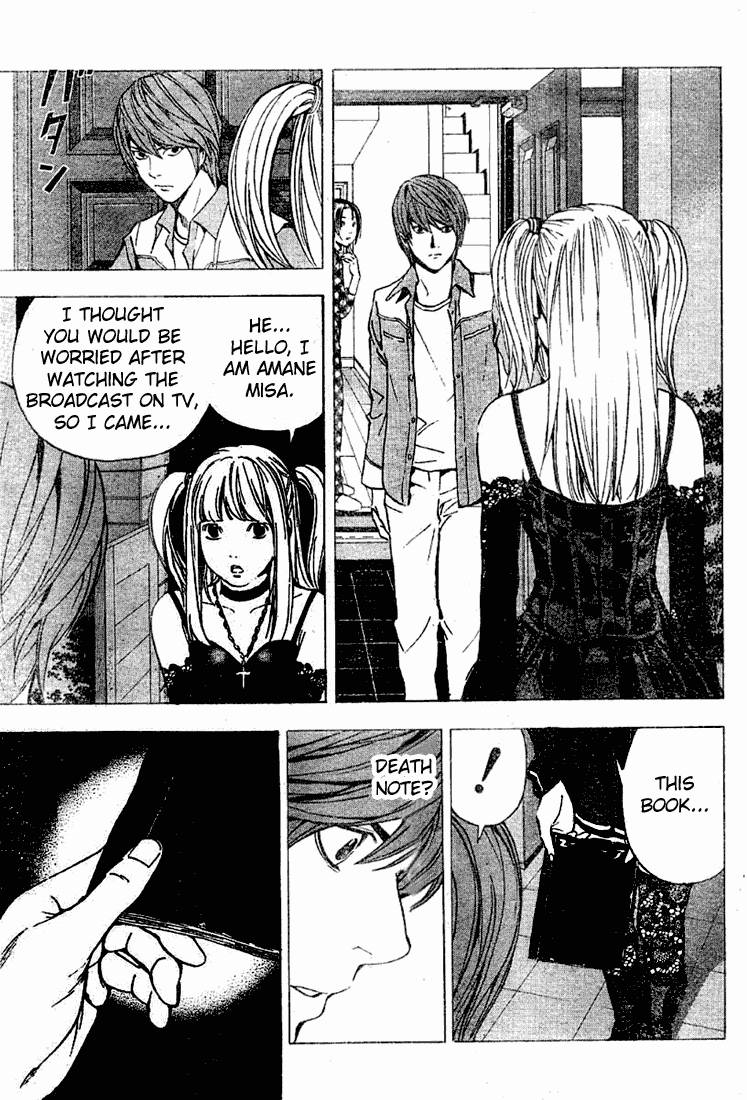 バタン
HE...
HELLO, I
AM AMANE
MISA.
I THOUGHT
YOU WOULD BE
WORRIED AFTER
WATCHING THE
BROADCAST ON TV,
SO I CAME...
THIS
BOOK...
!
DEATH
NOTE?